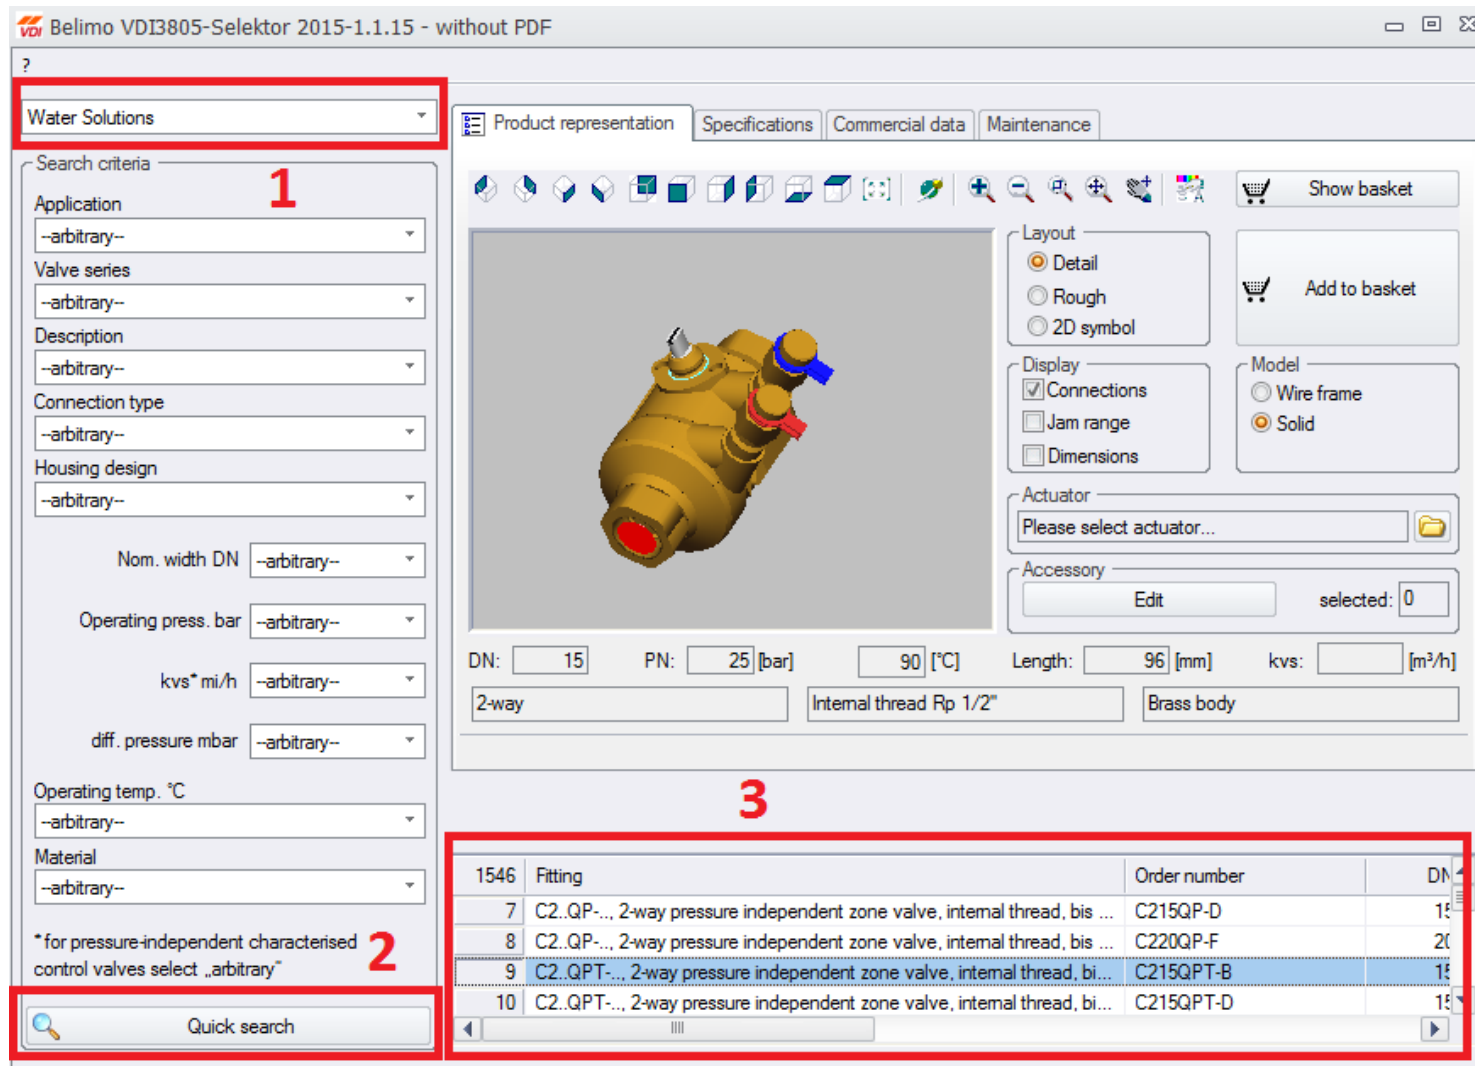 VDI Belimo VDI3805-Selektor 2015-1.1.15 - without PDF
?
Water Solutions
Search criteria
1
Application
--arbitrary--
Valve series
--arbitrary--
Description
--arbitrary--
Connection type
--arbitrary--
Housing design
--arbitrary--
Nom. width DN --arbitrary--
Operating press. bar --arbitrary--
kvs* mi/h --arbitrary--
diff. pressure mbar --arbitrary--
Operating temp. °C
--arbitrary--
Material
--arbitrary--
* for pressure-independent characterised
control valves select „arbitrary"
2
Quick search
Product representation Specifications Commercial data Maintenance
Show basket
Layout
Detail
Rough
2D symbol
Add to basket
Display
Connections
Jam range
Dimensions
Model
Wire frame
Solid
Actuator
Please select actuator...
Accessory
Edit selected: 0
DN: 15 PN: 25 [bar] 90 [°C] Length: 96 [mm] kvs: [m³/h]
2-way Internal thread Rp 1/2" Brass body
3
1546 Fitting Order number DN
7 C2..QP-.., 2-way pressure independent zone valve, internal thread, bis ... C215QP-D 15
8 C2..QP-.., 2-way pressure independent zone valve, internal thread, bis ... C220QP-F 20
9 C2..QPT-.., 2-way pressure independent zone valve, internal thread, bi... C215QPT-B 15
10 C2..QPT-.., 2-way pressure independent zone valve, internal thread, bi... C215QPT-D 15